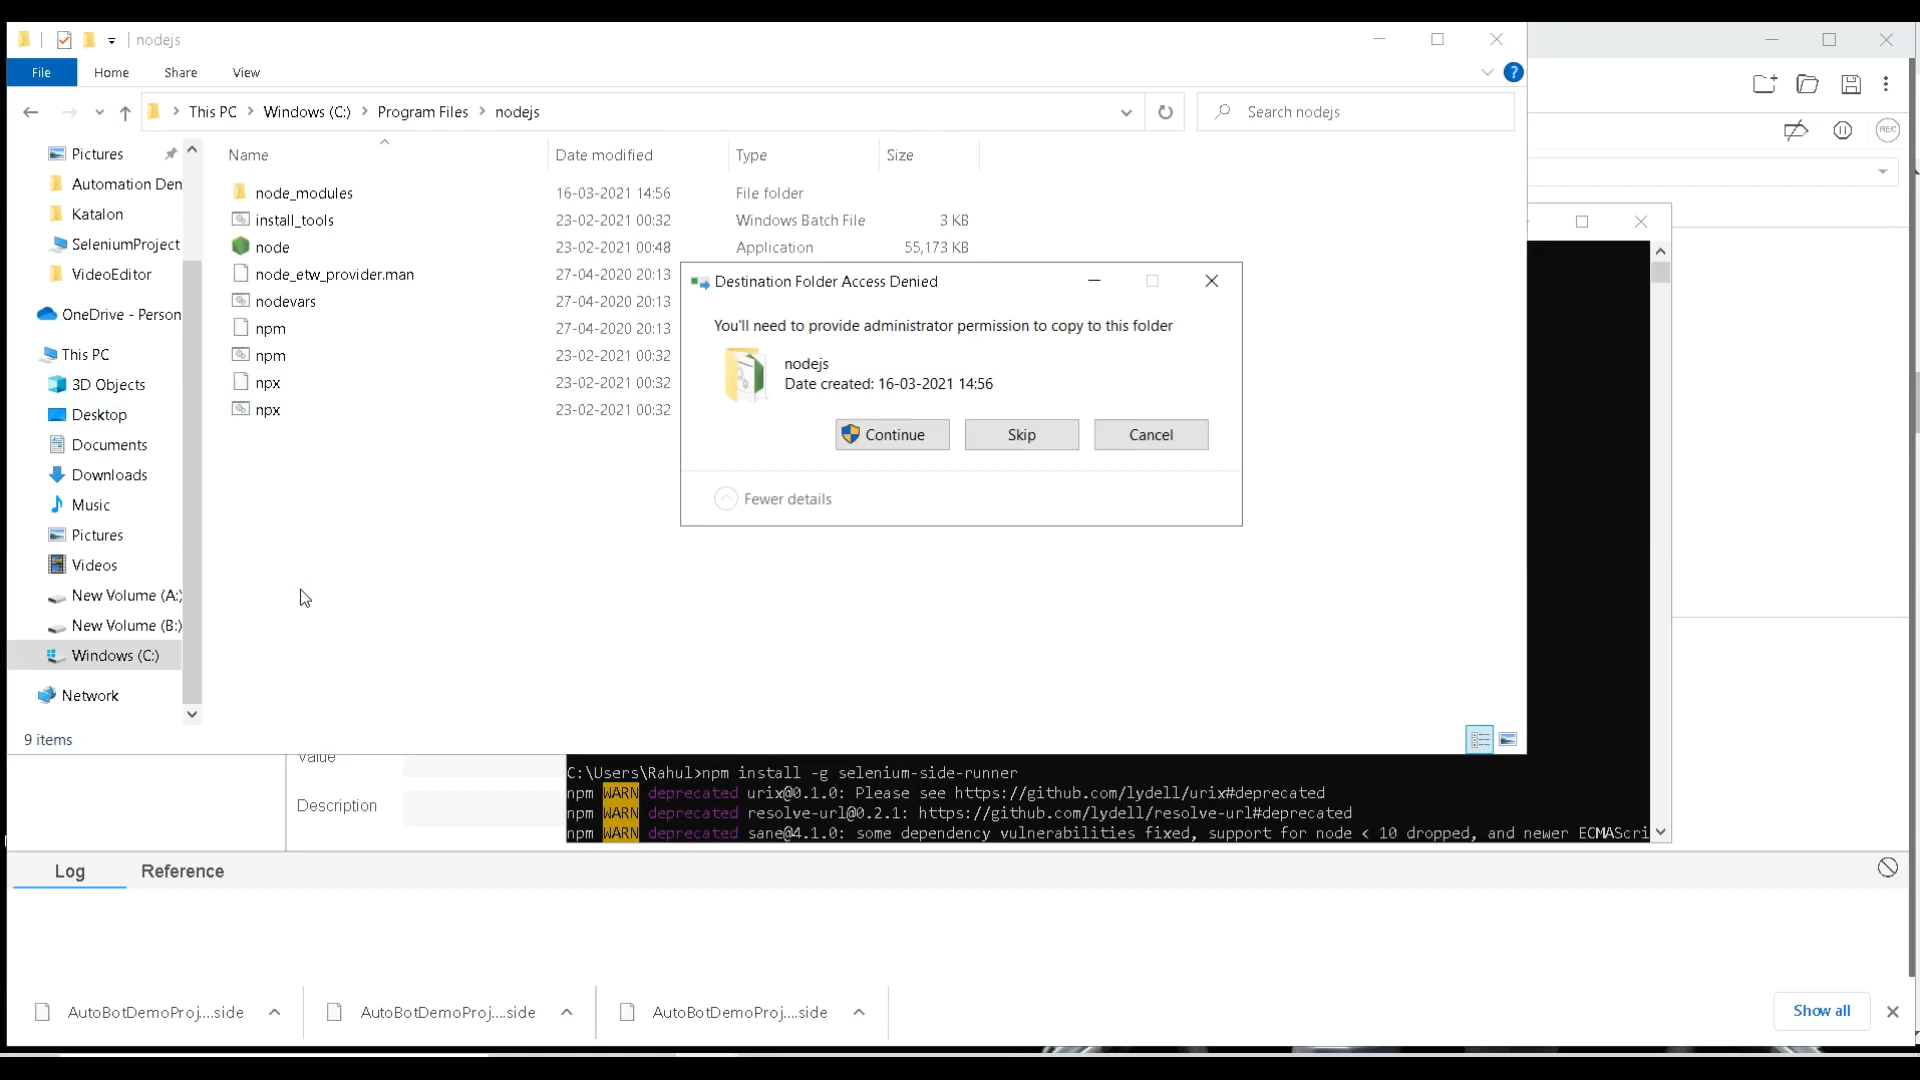 nodejs
File Home Share View
This PC > Windows (C:) > Program Files > nodejs
Search nodejs
Name Date modified Type Size
Pictures
Automation Den
Katalon
SeleniumProject
VideoEditor
OneDrive - Person
This PC
3D Objects
Desktop
Documents
Downloads
Music
Pictures
Videos
New Volume (A:)
New Volume (B:)
Windows (C:)
Network
node_modules 16-03-2021 14:56 File folder
install_tools 23-02-2021 00:32 Windows Batch File 3 KB
node 23-02-2021 00:48 Application 55,173 KB
node_etw_provider.man 27-04-2020 20:13
nodevars 27-04-2020 20:13
npm 27-04-2020 20:13
npm 23-02-2021 00:32
npx 23-02-2021 00:32
npx 23-02-2021 00:32
Destination Folder Access Denied
You'll need to provide administrator permission to copy to this folder
nodejs
Date created: 16-03-2021 14:56
Continue Skip Cancel
Fewer details
9 items
REC
Value
Description
C:\Users\Rahul>npm install -g selenium-side-runner
npm WARN deprecated urix@0.1.0: Please see https://github.com/lydell/urix#deprecated
npm WARN deprecated resolve-url@0.2.1: https://github.com/lydell/resolve-url#deprecated
npm WARN deprecated sane@4.1.0: some dependency vulnerabilities fixed, support for node < 10 dropped, and newer ECMAScri
Log Reference
AutoBotDemoProj....side AutoBotDemoProj....side AutoBotDemoProj....side Show all